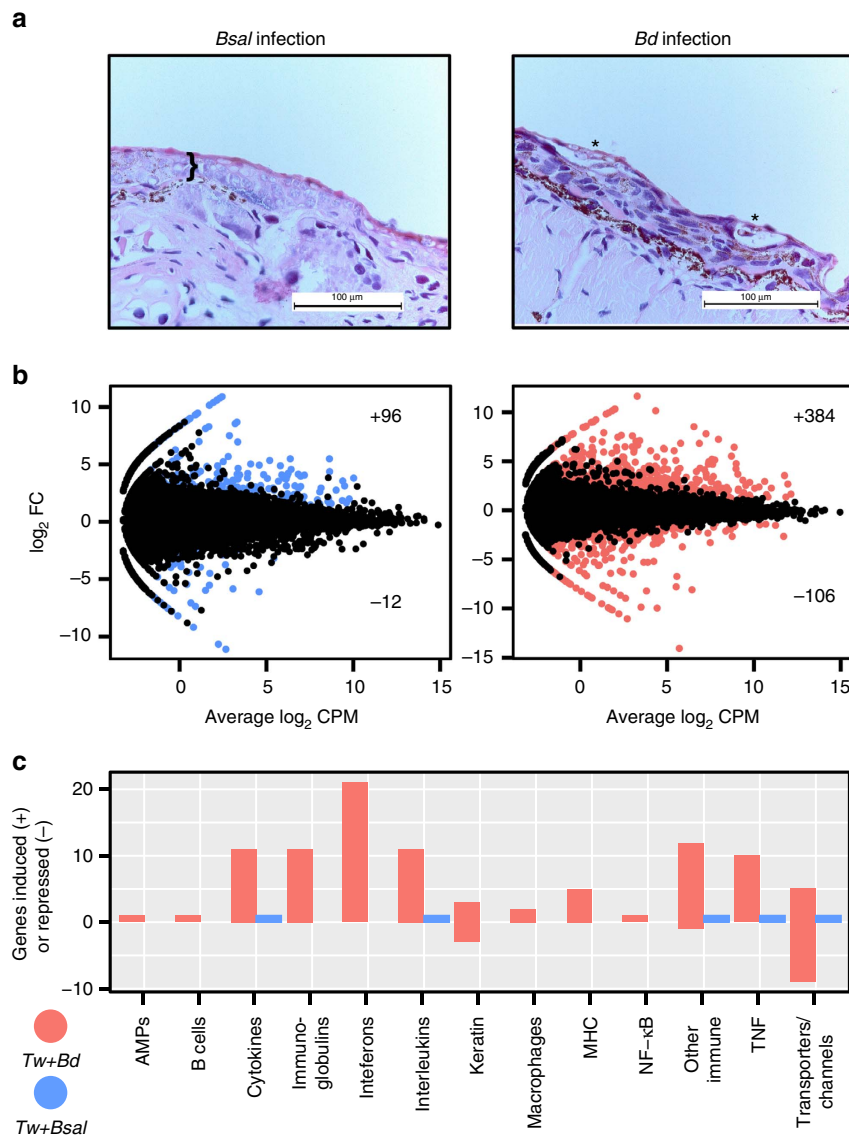 a
Bsal infection
Bd infection
}
*
*
100 µm
100 µm
b
10
5
0
−5
−10
log2 FC
+96
−12
0
5
10
15
Average log2 CPM
10
5
0
−5
−10
−15
+384
−106
0
5
10
15
Average log2 CPM
c
20
10
0
−10
Genes induced (+)
or repressed (−)
AMPs
B cells
Cytokines
Immuno-
globulins
Inteferons
Interleukins
Keratin
Macrophages
MHC
NF−κB
Other
immune
TNF
Transporters/
channels
Tw+Bd
Tw+Bsal